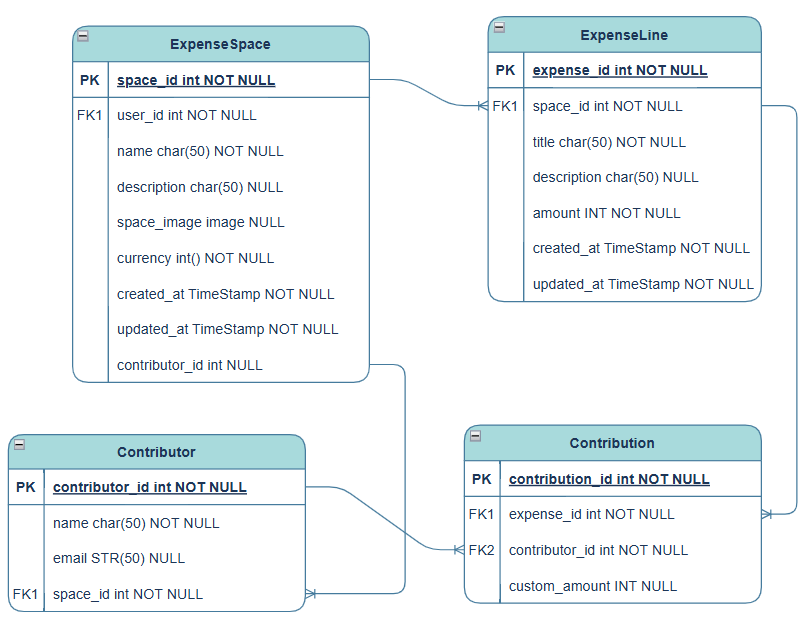 ExpenseSpace
PK space_id int NOT NULL
FK1 user_id int NOT NULL
name char(50) NOT NULL
description char(50) NULL
space_image image NULL
currency int() NOT NULL
created_at TimeStamp NOT NULL
updated_at TimeStamp NOT NULL
contributor_id int NULL
ExpenseLine
PK expense_id int NOT NULL
FK1 space_id int NOT NULL
title char(50) NOT NULL
description char(50) NULL
amount INT NOT NULL
created_at TimeStamp NOT NULL
updated_at TimeStamp NOT NULL
Contributor
PK contributor_id int NOT NULL
name char(50) NOT NULL
email STR(50) NULL
FK1 space_id int NOT NULL
Contribution
PK contribution_id int NOT NULL
FK1 expense_id int NOT NULL
FK2 contributor_id int NOT NULL
custom_amount INT NULL